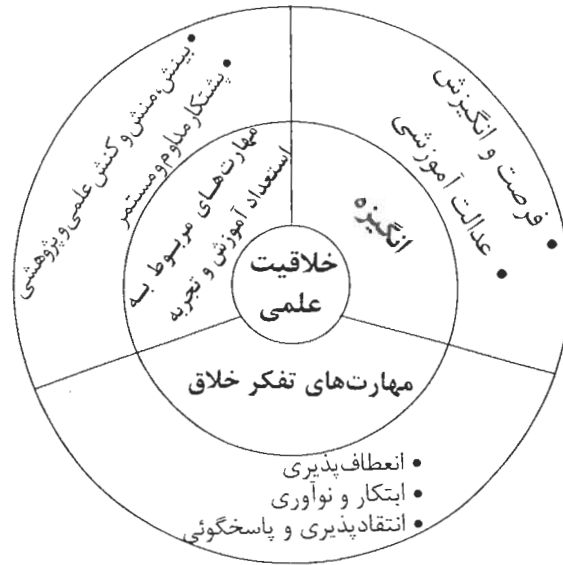 خلاقیت
علمی
انگیزه
• فرصت و انگیزش
• عدالت آموزشی
مهارت‌های مربوط به
استعداد آموزش و تجربه
• بینش، منش و کنش علمی و پژوهشی
• پشتکار مداوم و مستمر
مهارت‌های تفکر خلاق
• انعطاف‌پذیری
• ابتکار و نوآوری
• انتقادپذیری و پاسخگوئی